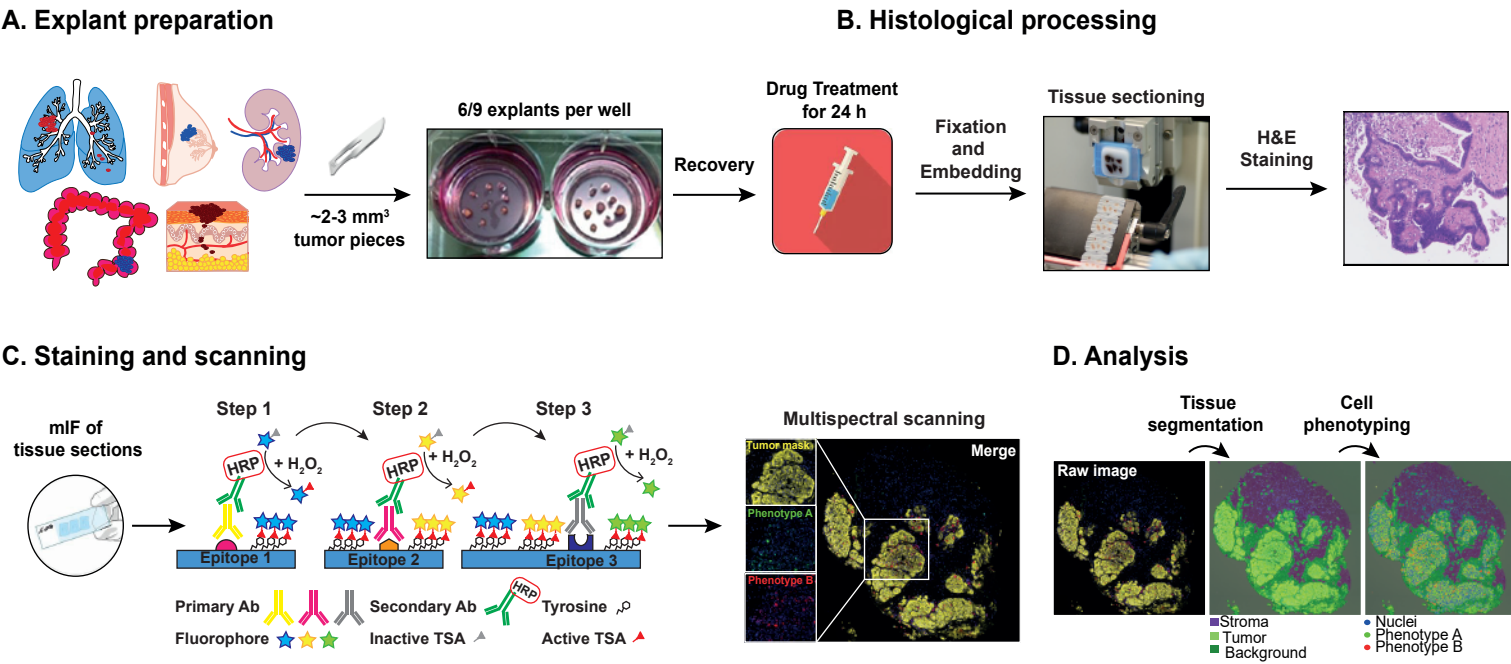 A. Explant preparation
~2-3 mm³
tumor pieces
6/9 explants per well
Recovery
Drug Treatment
for 24 h
B. Histological processing
Fixation
and
Embedding
Tissue sectioning
H&E
Staining
C. Staining and scanning
mIF of
tissue sections
Step 1
HRP
+ H₂O₂
Epitope 1
Step 2
HRP
+ H₂O₂
Epitope 2
Step 3
HRP
+ H₂O₂
Epitope 3
Primary Ab
Secondary Ab
HRP
Tyrosine
Fluorophore
Inactive TSA
Active TSA
Multispectral scanning
Tumor mask
Phenotype A
Phenotype B
Merge
D. Analysis
Tissue
segmentation
Cell
phenotyping
Raw image
Stroma
Tumor
Background
Nuclei
Phenotype A
Phenotype B